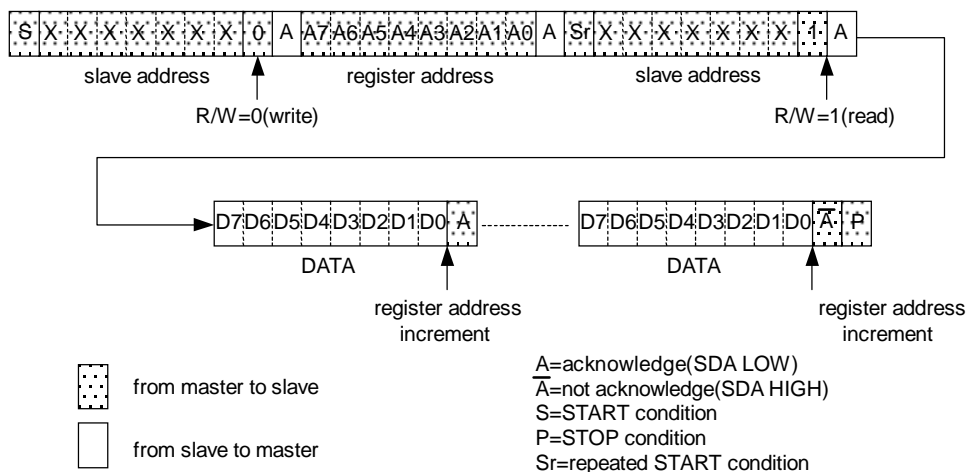 S X X X X X X X 0 A A7 A6 A5 A4 A3 A2 A1 A0 A Sr X X X X X X X 1 A
slave address register address slave address
R/W=0(write) R/W=1(read)
D7 D6 D5 D4 D3 D2 D1 D0 A D7 D6 D5 D4 D3 D2 D1 D0 A̅ P
DATA DATA
register address
increment
register address
increment
from master to slave
from slave to master
A=acknowledge(SDA LOW)
A̅=not acknowledge(SDA HIGH)
S=START condition
P=STOP condition
Sr=repeated START condition